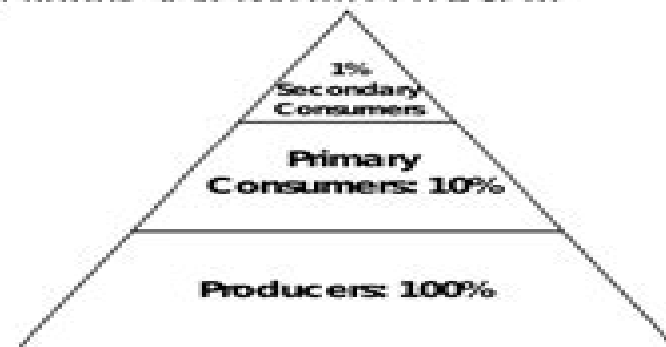 1%
Secondary
Consumers
Primary
Consumers: 10%
Producers: 100%